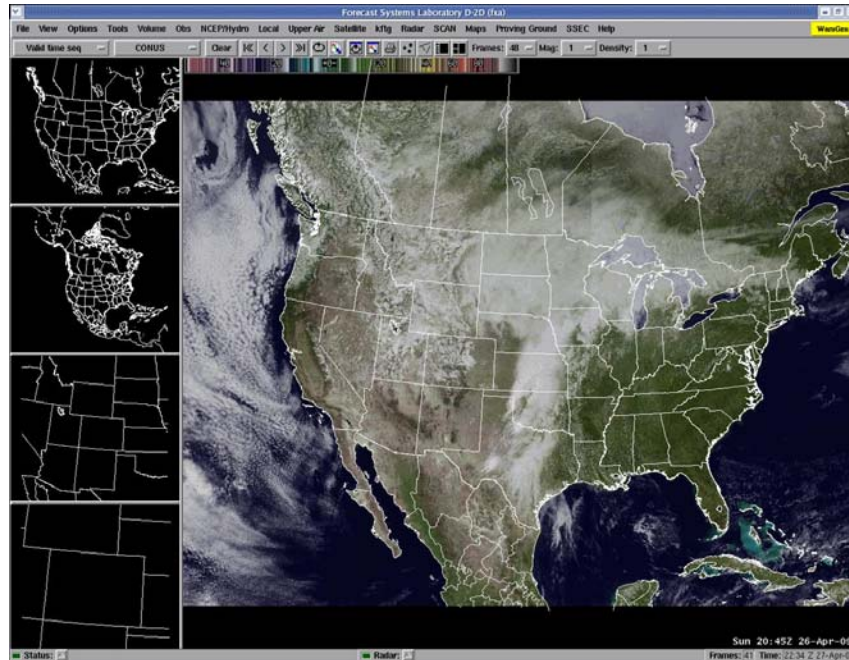 Forecast Systems Laboratory D-2D (fxa)
File View Options Tools Volume Obs NCEP/Hydro Local Upper Air Satellite kftg Radar SCAN Maps Proving Ground SSEC Help
Valid time seq CONUS Clear Frames: 48 Mag: 1 Density: 1
Sun 20:45Z 26-Apr-09
Status: Radar: Frames: 41 Time: 22:34 Z 27-Apr-0